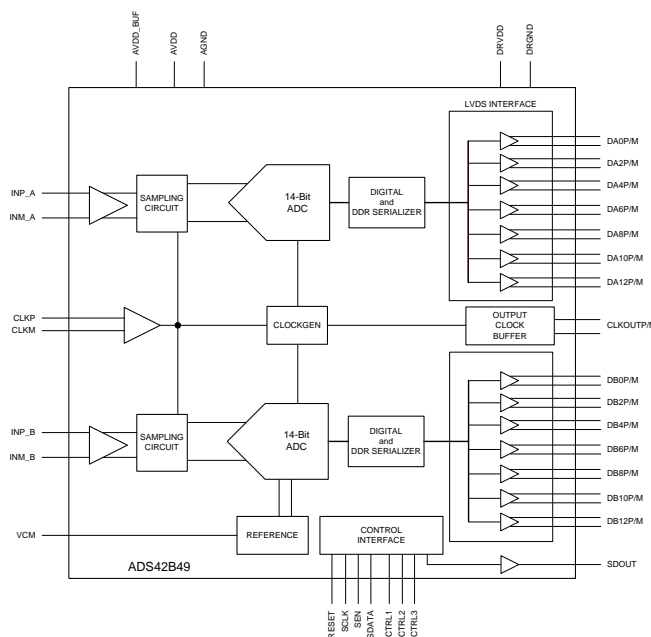 AVDD_BUF
AVDD
AGND
DRVDD
DRGND
LVDS INTERFACE
DA0P/M
DA2P/M
DA4P/M
DA6P/M
DA8P/M
DA10P/M
DA12P/M
INP_A
INM_A
SAMPLING
CIRCUIT
14-Bit
ADC
DIGITAL
and
DDR SERIALIZER
CLKP
CLKM
CLOCKGEN
OUTPUT
CLOCK
BUFFER
CLKOUTP/M
DB0P/M
DB2P/M
DB4P/M
DB6P/M
DB8P/M
DB10P/M
DB12P/M
INP_B
INM_B
SAMPLING
CIRCUIT
14-Bit
ADC
DIGITAL
and
DDR SERIALIZER
VCM
REFERENCE
CONTROL
INTERFACE
SDOUT
ADS42B49
RESET
SCLK
SEN
SDATA
CTRL1
CTRL2
CTRL3